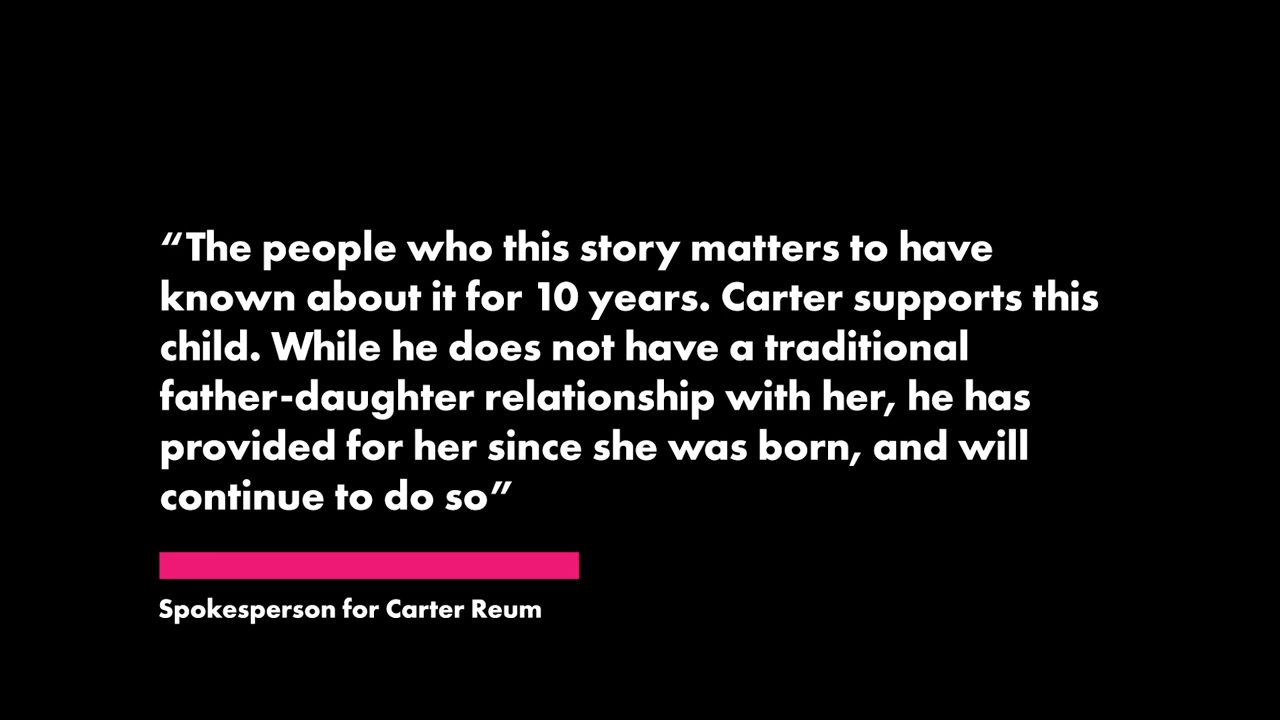 “The people who this story matters to have
known about it for 10 years. Carter supports this
child. While he does not have a traditional
father-daughter relationship with her, he has
provided for her since she was born, and will
continue to do so”
Spokesperson for Carter Reum